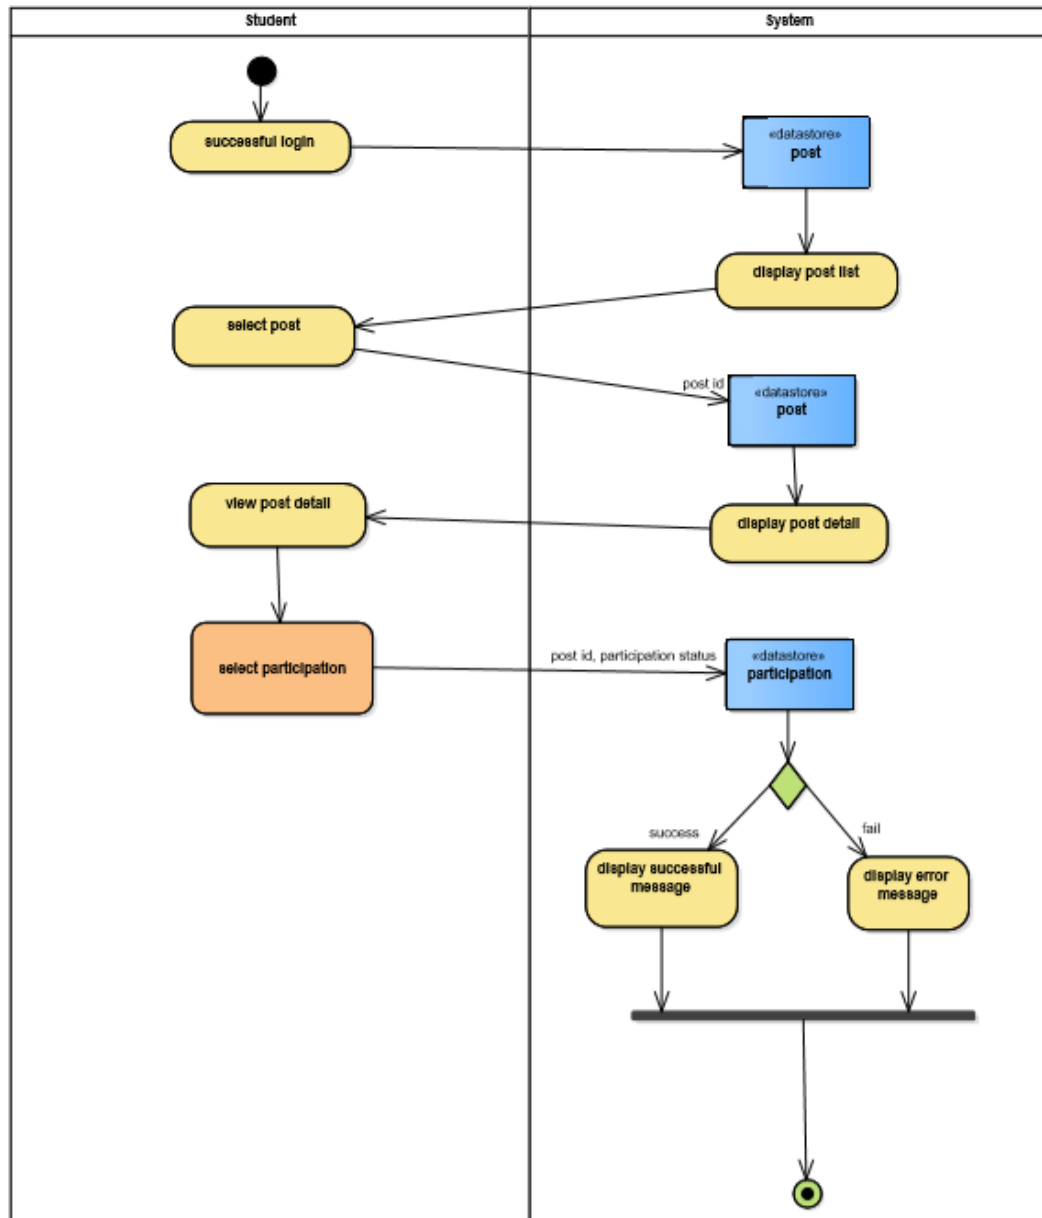 Student
System
successful login
«datastore»
post
display post list
select post
post id
«datastore»
post
view post detail
display post detail
select participation
post id, participation status
«datastore»
participation
success
fail
display successful
message
display error
message